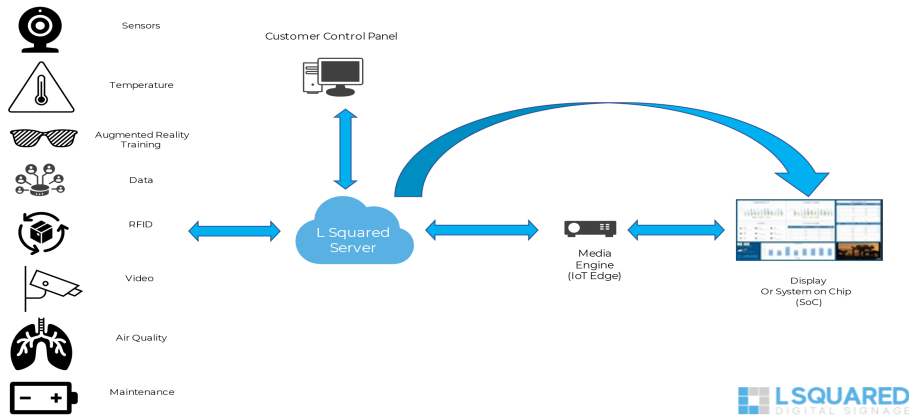 Sensors
Customer Control Panel
Temperature
Augmented Reality
Training
Data
RFID
L Squared
Server
Media
Engine
(IoT Edge)
Video
Display
Or System on Chip
(SoC)
Air Quality
Maintenance
L SQUARED
DIGITAL SIGNAGE